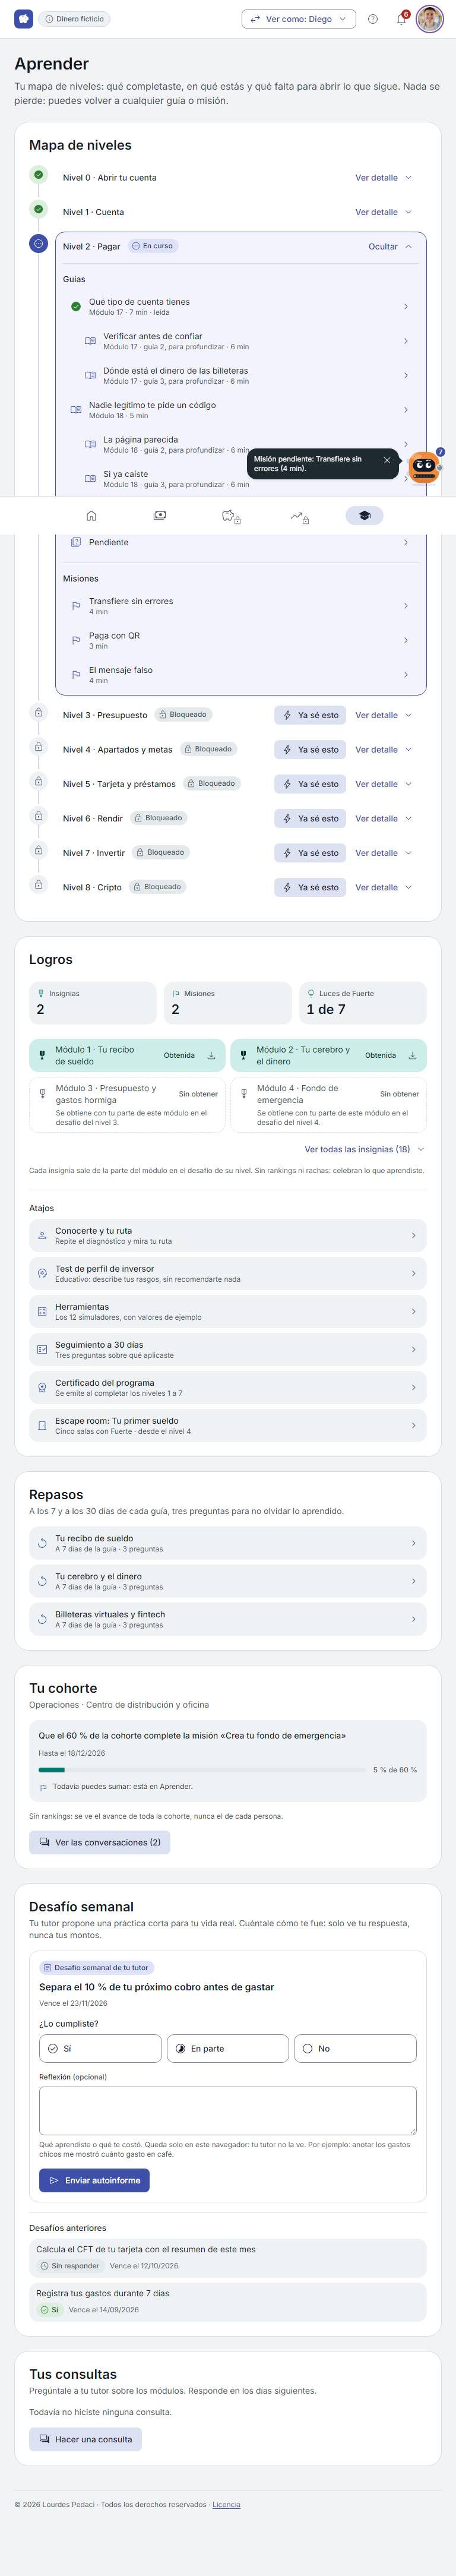 Dinero ficticio
Ver como: Diego
8
Aprender
Tu mapa de niveles: qué completaste, en qué estás y qué falta para abrir lo que sigue. Nada se
pierde: puedes volver a cualquier guía o misión.
Mapa de niveles
Nivel 0 · Abrir tu cuenta
Ver detalle
Nivel 1 · Cuenta
Ver detalle
Nivel 2 · Pagar
En curso
Ocultar
Guías
Qué tipo de cuenta tienes
Módulo 17 · 7 min · leída
Verificar antes de confiar
Módulo 17 · guía 2, para profundizar · 6 min
Dónde está el dinero de las billeteras
Módulo 17 · guía 3, para profundizar · 6 min
Nadie legítimo te pide un código
Módulo 18 · 5 min
La página parecida
Módulo 18 · guía 2, para profundizar · 6 min
Si ya caíste
Módulo 18 · guía 3, para profundizar · 6 min
Misión pendiente: Transfiere sin
errores (4 min).
7
Pendiente
Misiones
Transfiere sin errores
4 min
Paga con QR
3 min
El mensaje falso
4 min
Nivel 3 · Presupuesto
Bloqueado
Ya sé esto
Ver detalle
Nivel 4 · Apartados y metas
Bloqueado
Ya sé esto
Ver detalle
Nivel 5 · Tarjeta y préstamos
Bloqueado
Ya sé esto
Ver detalle
Nivel 6 · Rendir
Bloqueado
Ya sé esto
Ver detalle
Nivel 7 · Invertir
Bloqueado
Ya sé esto
Ver detalle
Nivel 8 · Cripto
Bloqueado
Ya sé esto
Ver detalle
Logros
Insignias
2
Misiones
2
Luces de Fuerte
1 de 7
Módulo 1 · Tu recibo
de sueldo
Obtenida
Módulo 2 · Tu cerebro y
el dinero
Obtenida
Módulo 3 · Presupuesto y
gastos hormiga
Sin obtener
Se obtiene con tu parte de este módulo en el
desafío del nivel 3.
Módulo 4 · Fondo de
emergencia
Sin obtener
Se obtiene con tu parte de este módulo en el
desafío del nivel 4.
Ver todas las insignias (18)
Cada insignia sale de la parte del módulo en el desafío de su nivel. Sin rankings ni rachas: celebran lo que aprendiste.
Atajos
Conocerte y tu ruta
Repite el diagnóstico y mira tu ruta
Test de perfil de inversor
Educativo: describe tus rasgos, sin recomendarte nada
Herramientas
Los 12 simuladores, con valores de ejemplo
Seguimiento a 30 días
Tres preguntas sobre qué aplicaste
Certificado del programa
Se emite al completar los niveles 1 a 7
Escape room: Tu primer sueldo
Cinco salas con Fuerte · desde el nivel 4
Repasos
A los 7 y a los 30 días de cada guía, tres preguntas para no olvidar lo aprendido.
Tu recibo de sueldo
A 7 días de la guía · 3 preguntas
Tu cerebro y el dinero
A 7 días de la guía · 3 preguntas
Billeteras virtuales y fintech
A 7 días de la guía · 3 preguntas
Tu cohorte
Operaciones · Centro de distribución y oficina
Que el 60 % de la cohorte complete la misión «Crea tu fondo de emergencia»
Hasta el 18/12/2026
5 % de 60 %
Todavía puedes sumar: está en Aprender.
Sin rankings: se ve el avance de toda la cohorte, nunca el de cada persona.
Ver las conversaciones (2)
Desafío semanal
Tu tutor propone una práctica corta para tu vida real. Cuéntale cómo te fue: solo ve tu respuesta,
nunca tus montos.
Desafío semanal de tu tutor
Separa el 10 % de tu próximo cobro antes de gastar
Vence el 23/11/2026
¿Lo cumpliste?
Sí
En parte
No
Reflexión (opcional)
Qué aprendiste o qué te costó. Queda solo en este navegador: tu tutor no la ve. Por ejemplo: anotar los gastos
chicos me mostró cuánto gasto en café.
Enviar autoinforme
Desafíos anteriores
Calcula el CFT de tu tarjeta con el resumen de este mes
Sin responder
Vence el 12/10/2026
Registra tus gastos durante 7 días
Sí
Vence el 14/09/2026
Tus consultas
Pregúntale a tu tutor sobre los módulos. Responde en los días siguientes.
Todavía no hiciste ninguna consulta.
Hacer una consulta
© 2026 Lourdes Pedaci · Todos los derechos reservados · Licencia